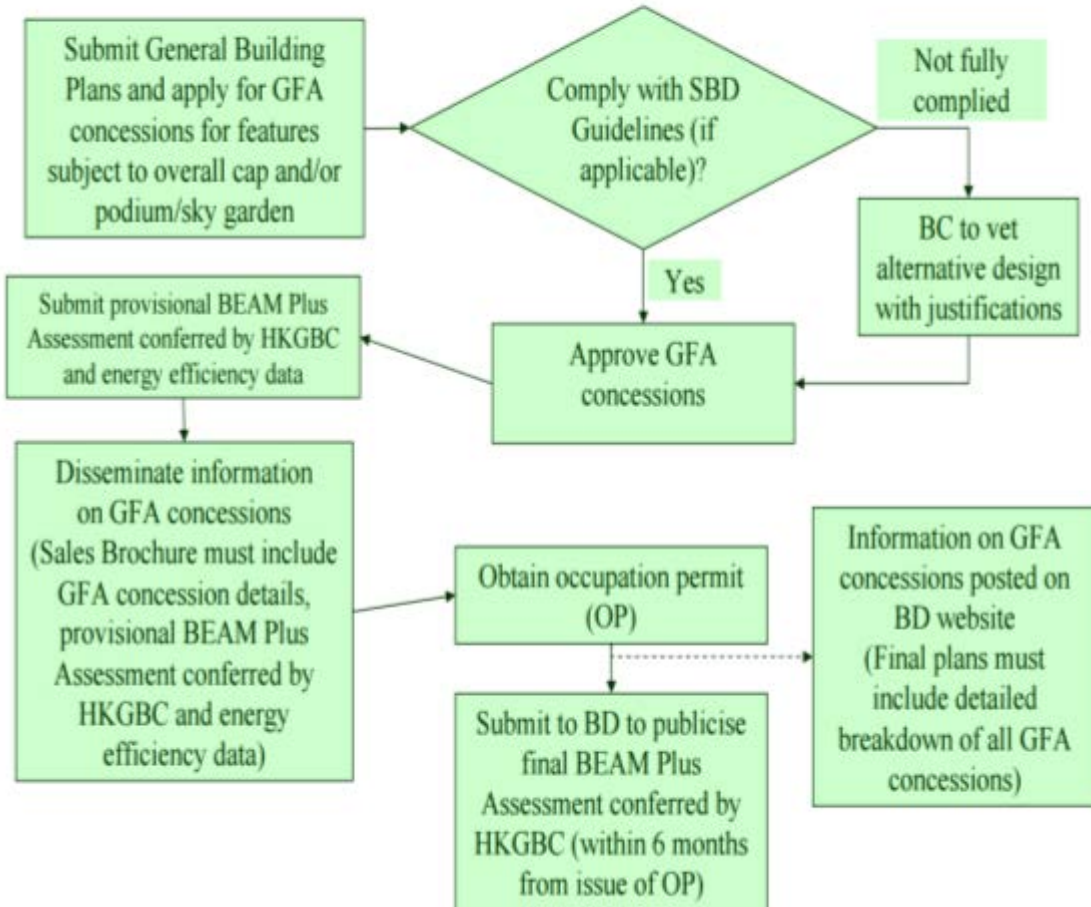 Submit General Building
Plans and apply for GFA
concessions for features
subject to overall cap and/or
podium/sky garden
Comply with SBD
Guidelines (if
applicable)?
Not fully
complied
BC to vet
alternative design
with justifications
Yes
Approve GFA
concessions
Submit provisional BEAM Plus
Assessment conferred by HKGBC
and energy efficiency data
Disseminate information
on GFA concessions
(Sales Brochure must include
GFA concession details,
provisional BEAM Plus
Assessment conferred by
HKGBC and energy
efficiency data)
Obtain occupation permit
(OP)
Submit to BD to publicise
final BEAM Plus
Assessment conferred by
HKGBC (within 6 months
from issue of OP)
Information on GFA
concessions posted on
BD website
(Final plans must
include detailed
breakdown of all GFA
concessions)